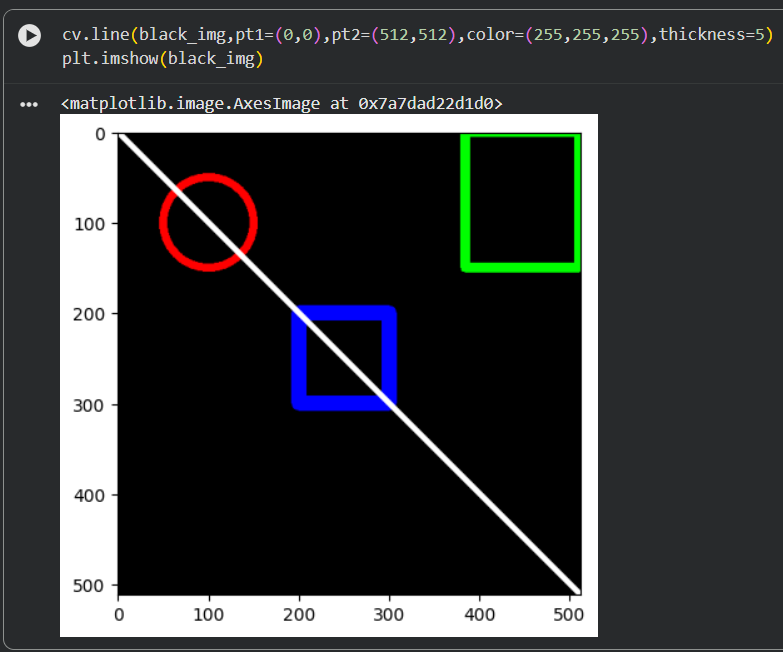 cv.line(black_img,pt1=(0,0),pt2=(512,512),color=(255,255,255),thickness=5)
plt.imshow(black_img)
<matplotlib.image.AxesImage at 0x7a7dad22d1d0>
0
100
200
300
400
500
0 100 200 300 400 500